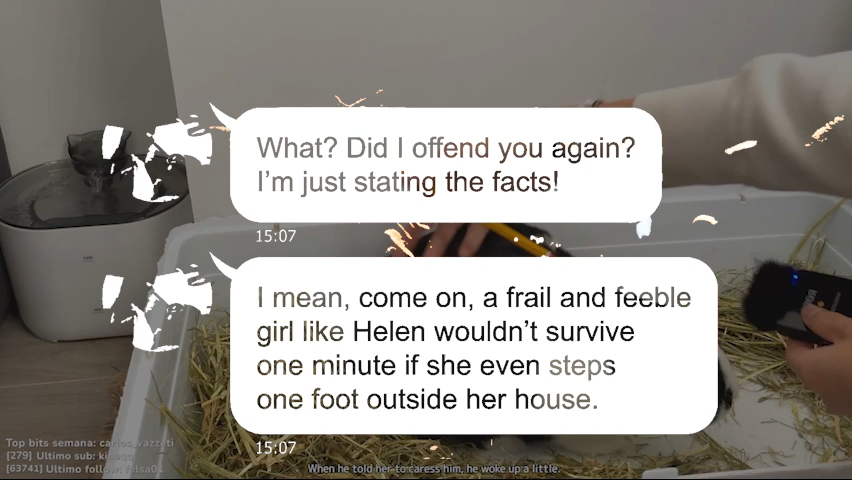 What? Did I offend you again?
I'm just stating the facts!
15:07
I mean, come on, a frail and feeble
girl like Helen wouldn't survive
one minute if she even steps
one foot outside her house.
15:07
Top bits semana: carlos_vazzeti
[279] Ultimo sub:
[63741] Ultimo follow: felsa01
When he told her to caress him, he woke up a little.